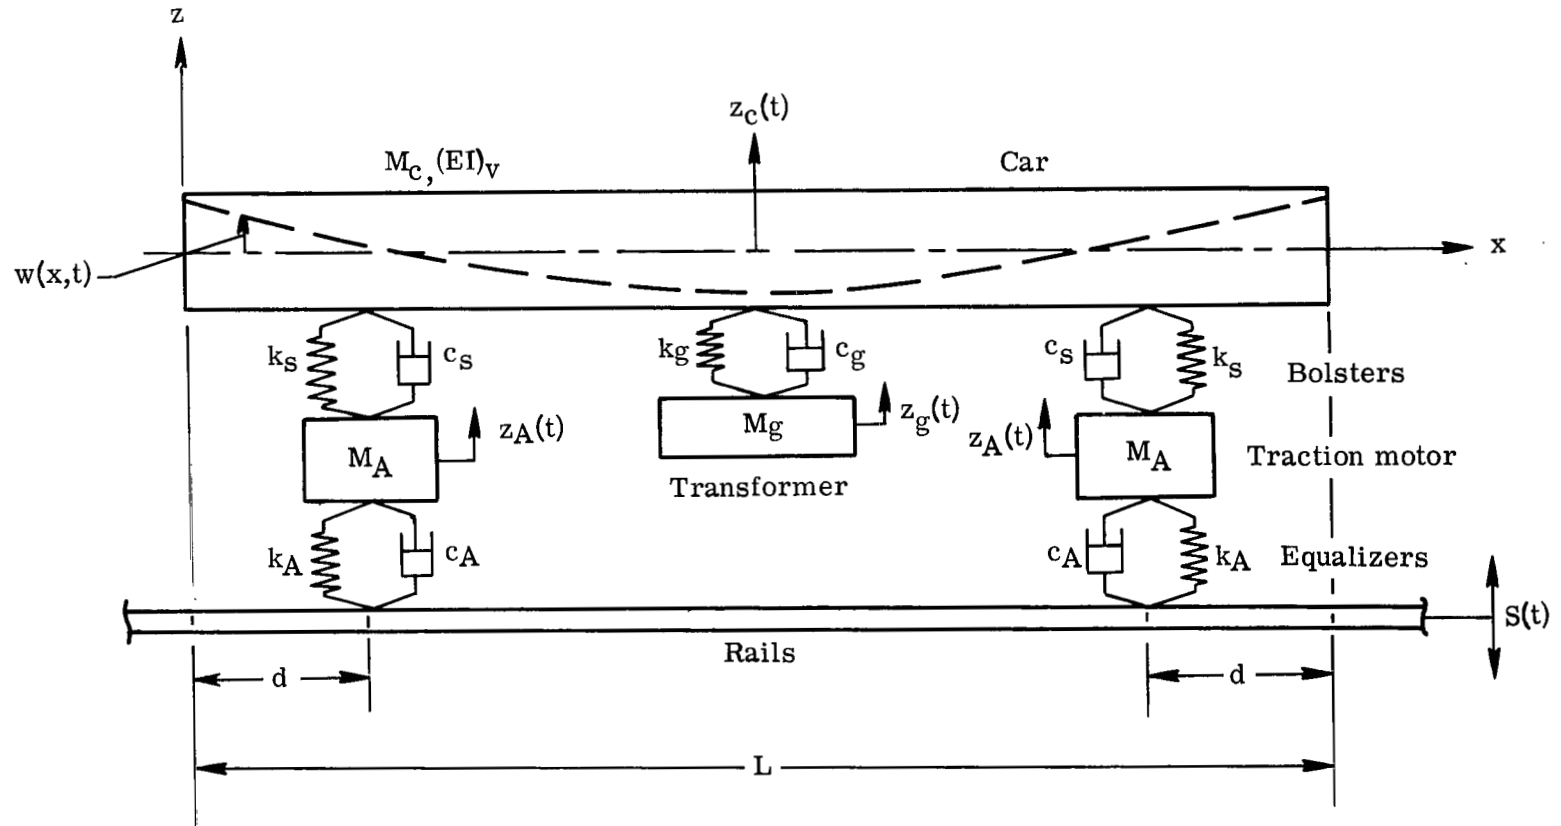 z
z_c(t)
M_c, (EI)_v
Car
w(x,t)
x
k_s
c_s
k_g
c_g
c_s
k_s
Bolsters
z_A(t)
M_A
M_g
z_g(t)
z_A(t)
M_A
Traction motor
Transformer
k_A
c_A
c_A
k_A
Equalizers
S(t)
Rails
d
d
L